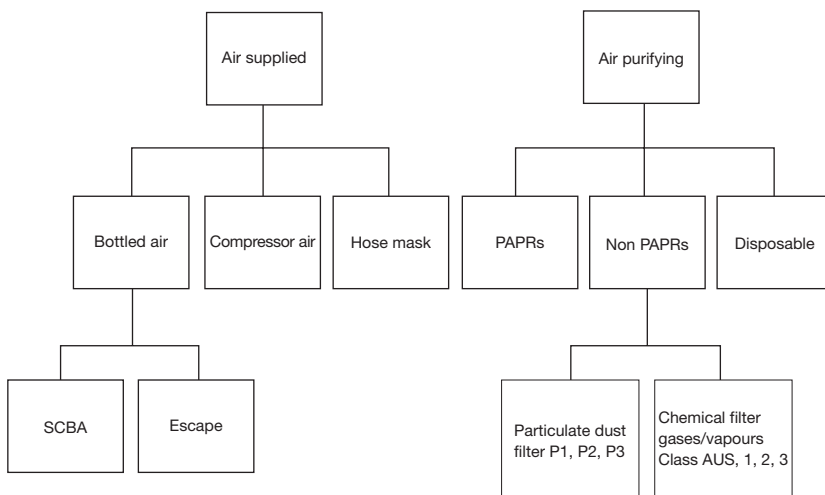 Air supplied
Air purifying
Bottled air
Compressor air
Hose mask
PAPRs
Non PAPRs
Disposable
SCBA
Escape
Particulate dust
filter P1, P2, P3
Chemical filter
gases/vapours
Class AUS, 1, 2, 3